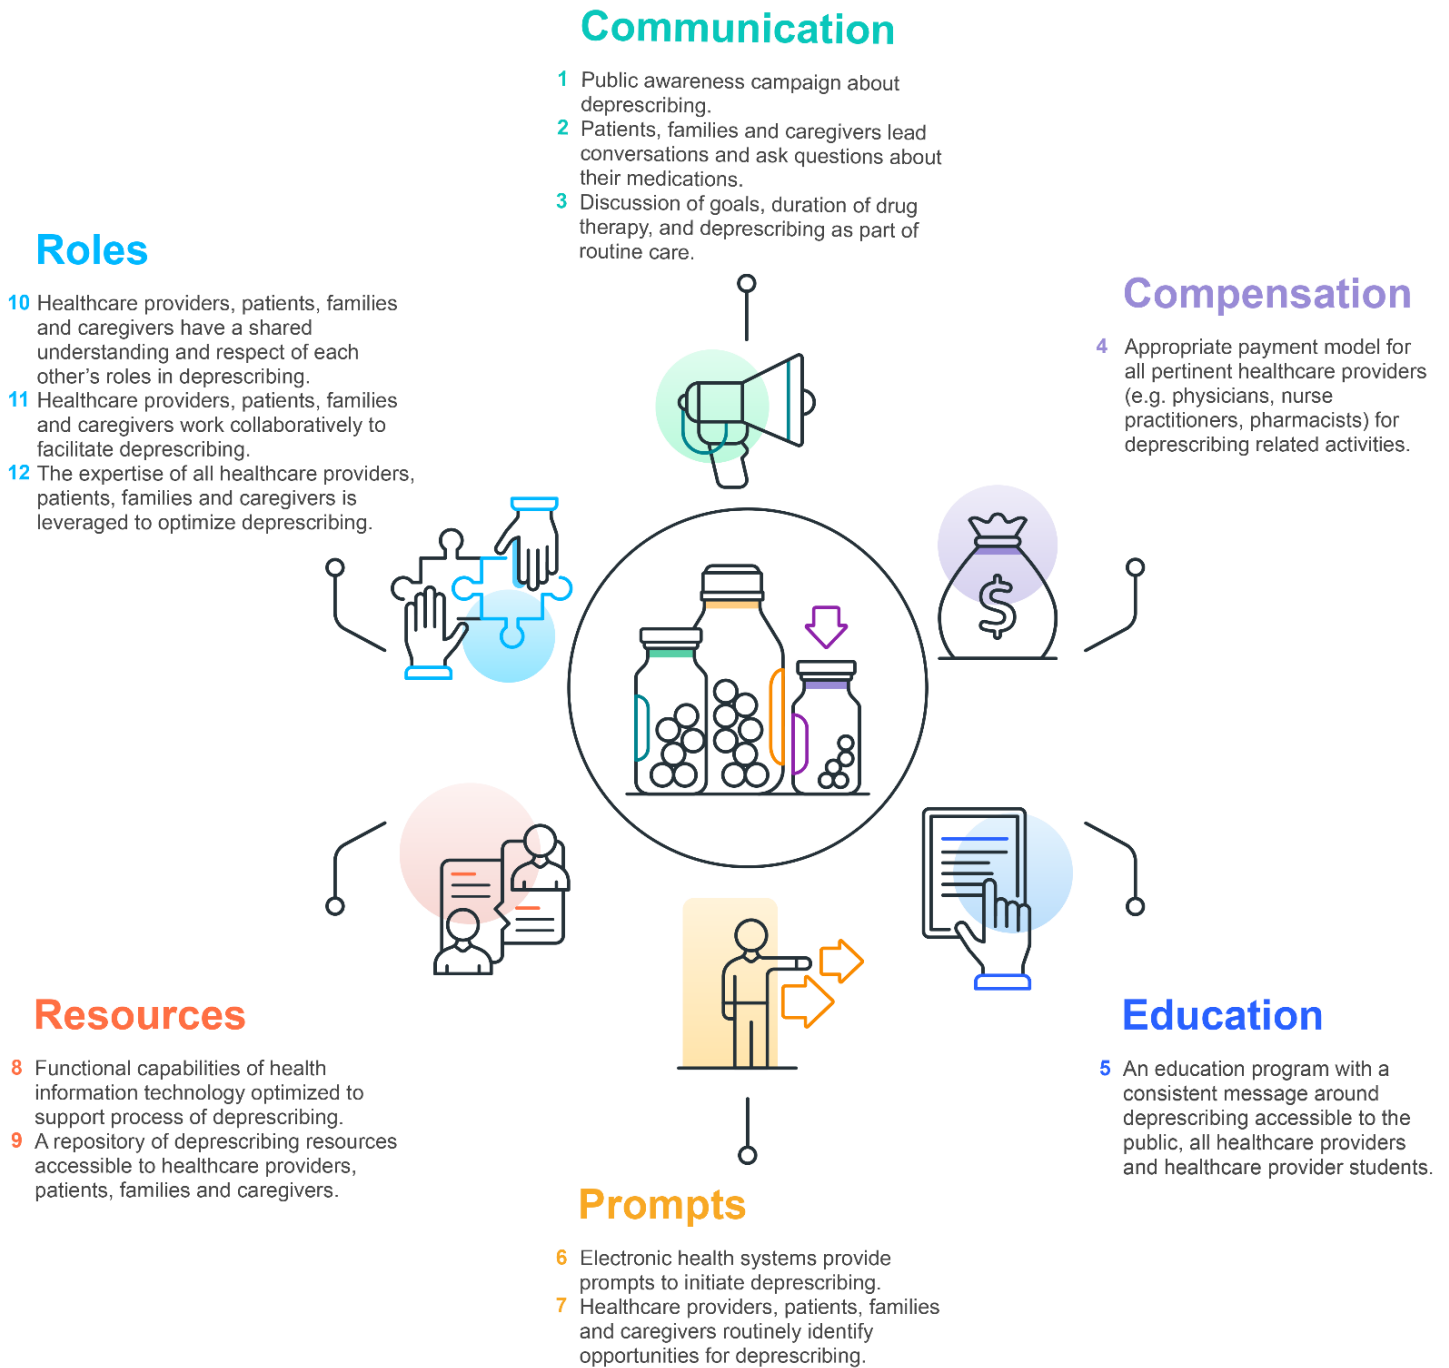 Communication
1 Public awareness campaign about
deprescribing.
2 Patients, families and caregivers lead
conversations and ask questions about
their medications.
3 Discussion of goals, duration of drug
therapy, and deprescribing as part of
routine care.
Compensation
4 Appropriate payment model for
all pertinent healthcare providers
(e.g. physicians, nurse
practitioners, pharmacists) for
deprescribing related activities.
$
Education
5 An education program with a
consistent message around
deprescribing accessible to the
public, all healthcare providers
and healthcare provider students.
Prompts
6 Electronic health systems provide
prompts to initiate deprescribing.
7 Healthcare providers, patients, families
and caregivers routinely identify
opportunities for deprescribing.
Resources
8 Functional capabilities of health
information technology optimized to
support process of deprescribing.
9 A repository of deprescribing resources
accessible to healthcare providers,
patients, families and caregivers.
Roles
10 Healthcare providers, patients, families
and caregivers have a shared
understanding and respect of each
other’s roles in deprescribing.
11 Healthcare providers, patients, families
and caregivers work collaboratively to
facilitate deprescribing.
12 The expertise of all healthcare providers,
patients, families and caregivers is
leveraged to optimize deprescribing.